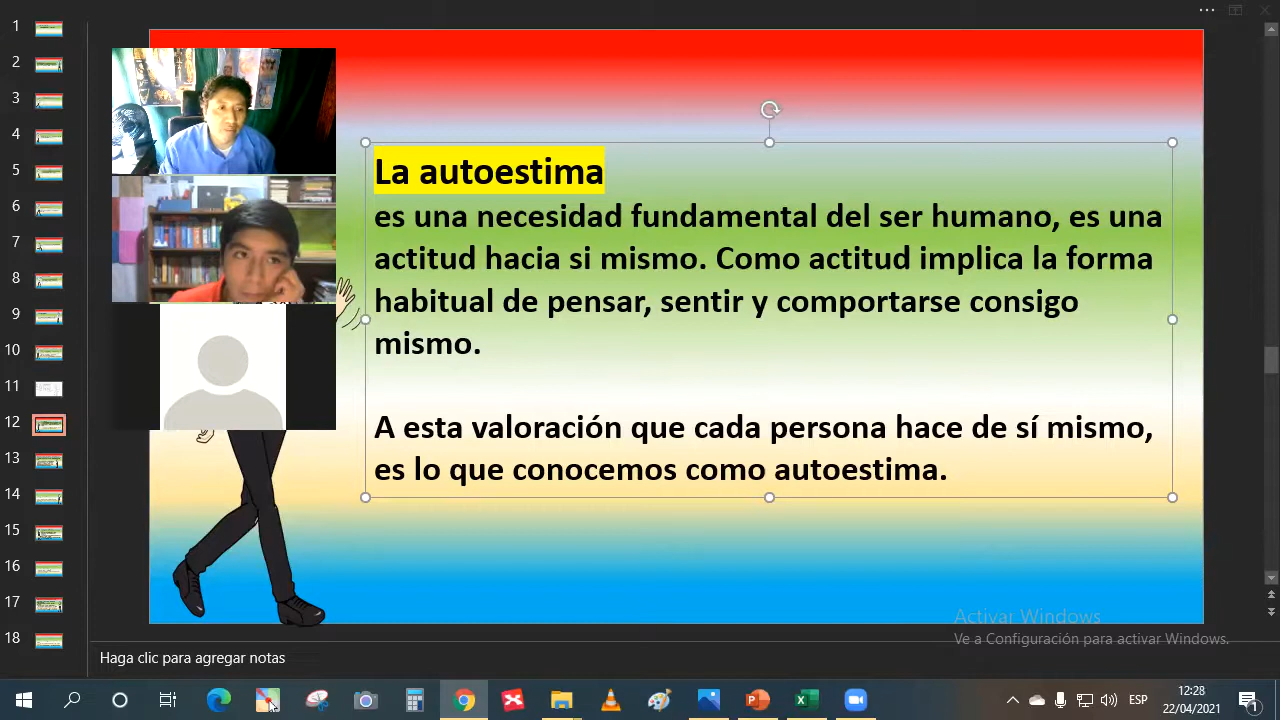 1
2
3
4
5
6
7
8
9
10
11
12
13
14
15
16
17
18
La autoestima
es una necesidad fundamental del ser humano, es una
actitud hacia si mismo. Como actitud implica la forma
habitual de pensar, sentir y comportarse consigo
mismo.
A esta valoración que cada persona hace de sí mismo,
es lo que conocemos como autoestima.
Activar Windows
Ve a Configuración para activar Windows.
Haga clic para agregar notas
ESP
12:28
22/04/2021
1